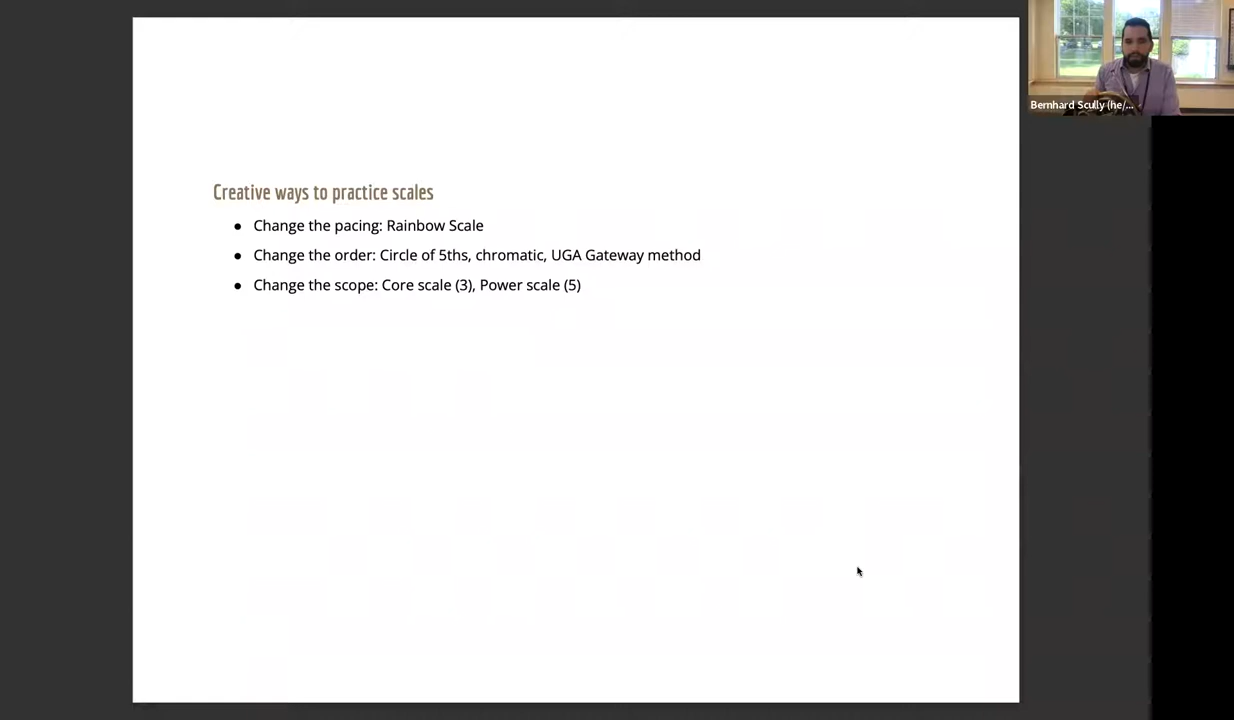 Bernhard Scully (he/...
Creative ways to practice scales
● Change the pacing: Rainbow Scale
● Change the order: Circle of 5ths, chromatic, UGA Gateway method
● Change the scope: Core scale (3), Power scale (5)